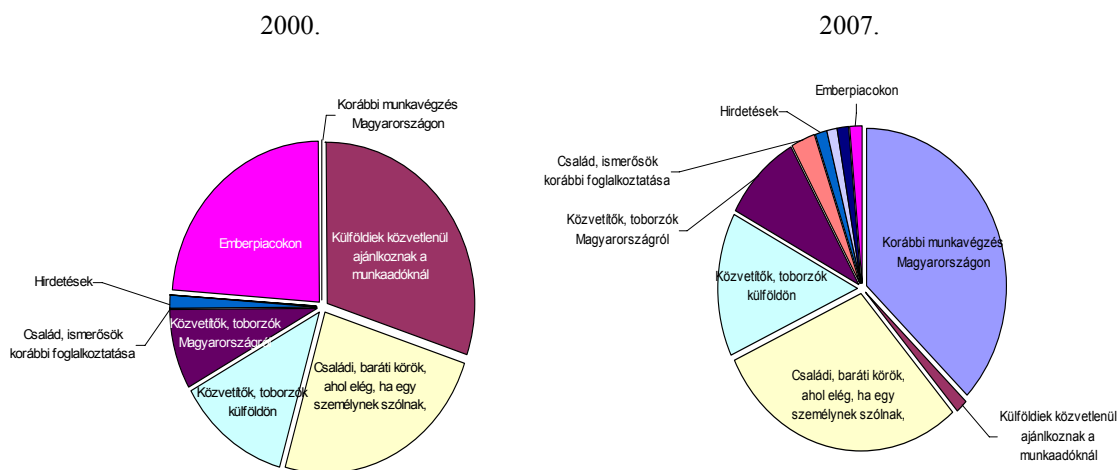 2000.
Korábbi munkavégzés
Magyarországon
Külföldiek közvetlenül
ajánlkoznak a
munkaadóknál
Emberpiacokon
Hirdetések
Család, ismerősök
korábbi foglalkoztatása
Közvetítők, toborzók
Magyarországról
Közvetítők, toborzók
külföldön
Családi, baráti körök,
ahol elég, ha egy
személynek szólnak,
2007.
Emberpiacokon
Hirdetések
Család, ismerősök
korábbi foglalkoztatása
Közvetítők, toborzók
Magyarországról
Korábbi munkavégzés
Magyarországon
Közvetítők, toborzók
külföldön
Családi, baráti körök,
ahol elég, ha egy
személynek szólnak,
Külföldiek közvetlenül
ajánlkoznak a
munkaadóknál